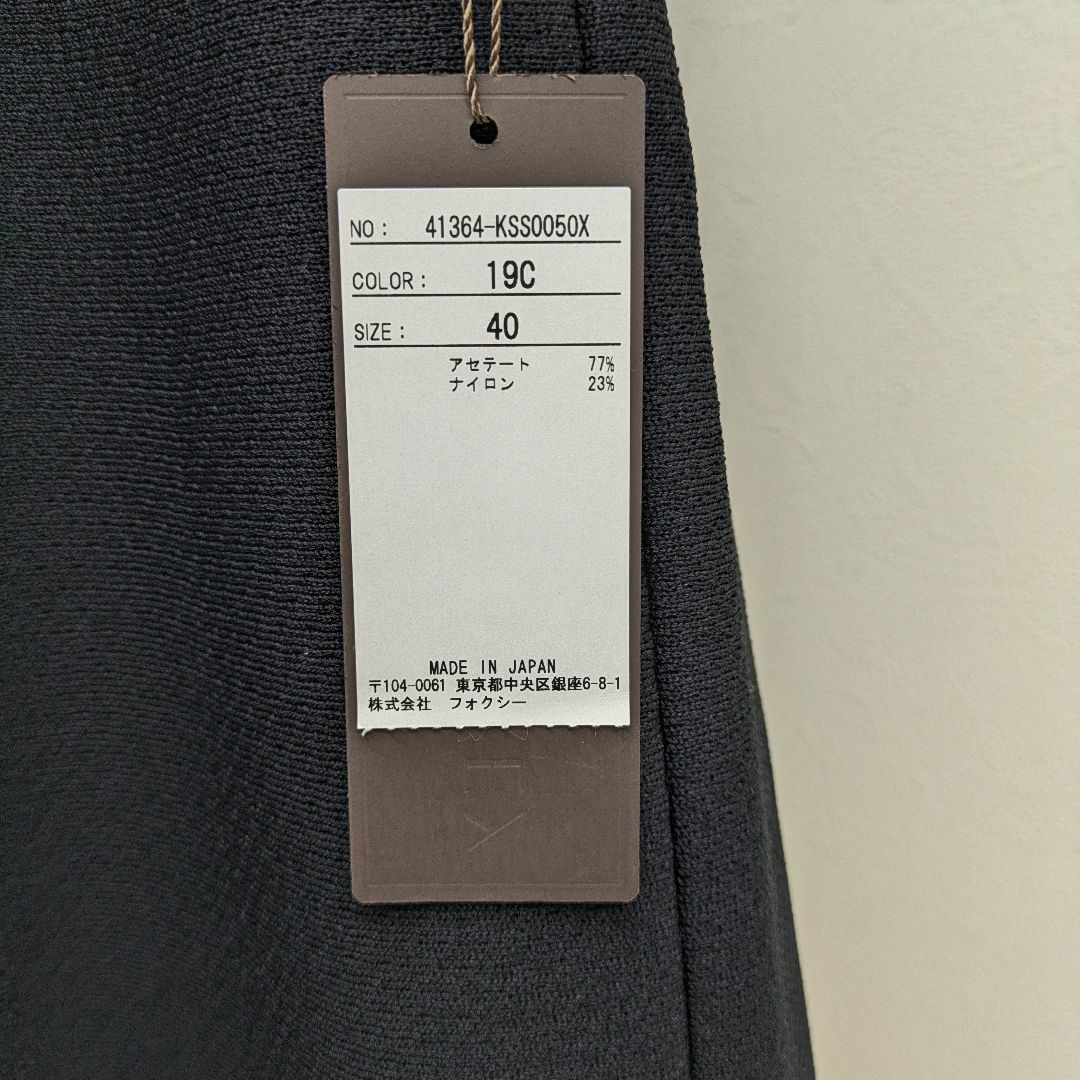 NO: 41364-KSS0050X
COLOR: 19C
SIZE: 40
アセテート 77%
ナイロン 23%
MADE IN JAPAN
〒104-0061 東京都中央区銀座6-8-1
株式会社 フォクシー